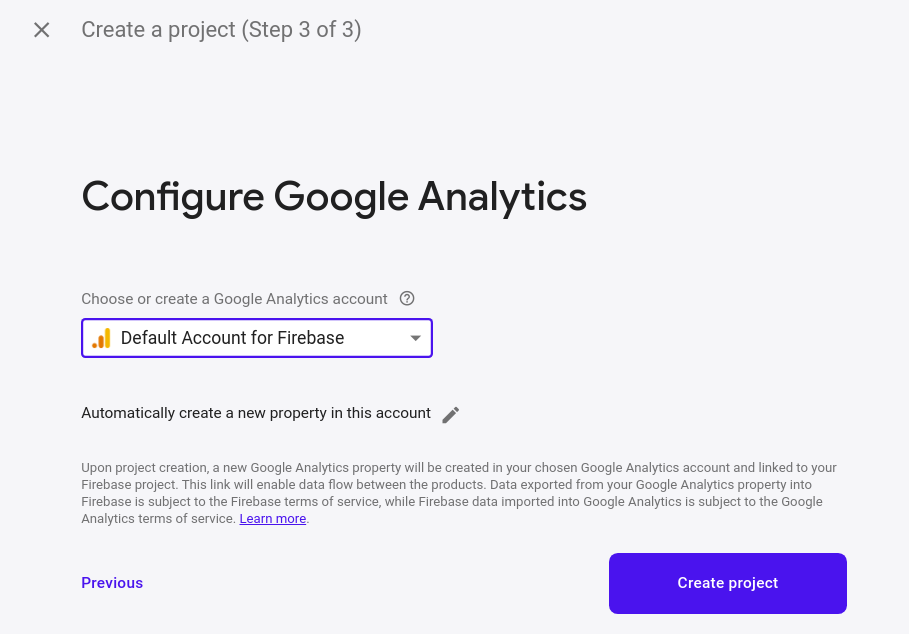 Create a project (Step 3 of 3)
Configure Google Analytics
Choose or create a Google Analytics account
Default Account for Firebase
Automatically create a new property in this account
Upon project creation, a new Google Analytics property will be created in your chosen Google Analytics account and linked to your
Firebase project. This link will enable data flow between the products. Data exported from your Google Analytics property into
Firebase is subject to the Firebase terms of service, while Firebase data imported into Google Analytics is subject to the Google
Analytics terms of service. Learn more.
Previous
Create project